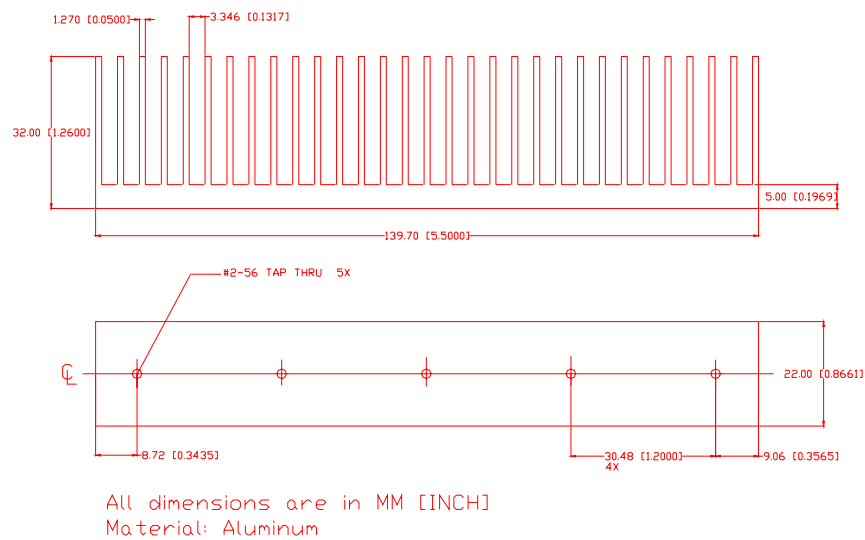 1.270 [0.0500]
3.346 [0.1317]
32.00 [1.2600]
5.00 [0.1969]
139.70 [5.5000]
#2-56 TAP THRU 5X
CL
22.00 [0.8661]
8.72 [0.3435]
30.48 [1.2000]
4X
9.06 [0.3565]
All dimensions are in MM [INCH]
Material: Aluminum